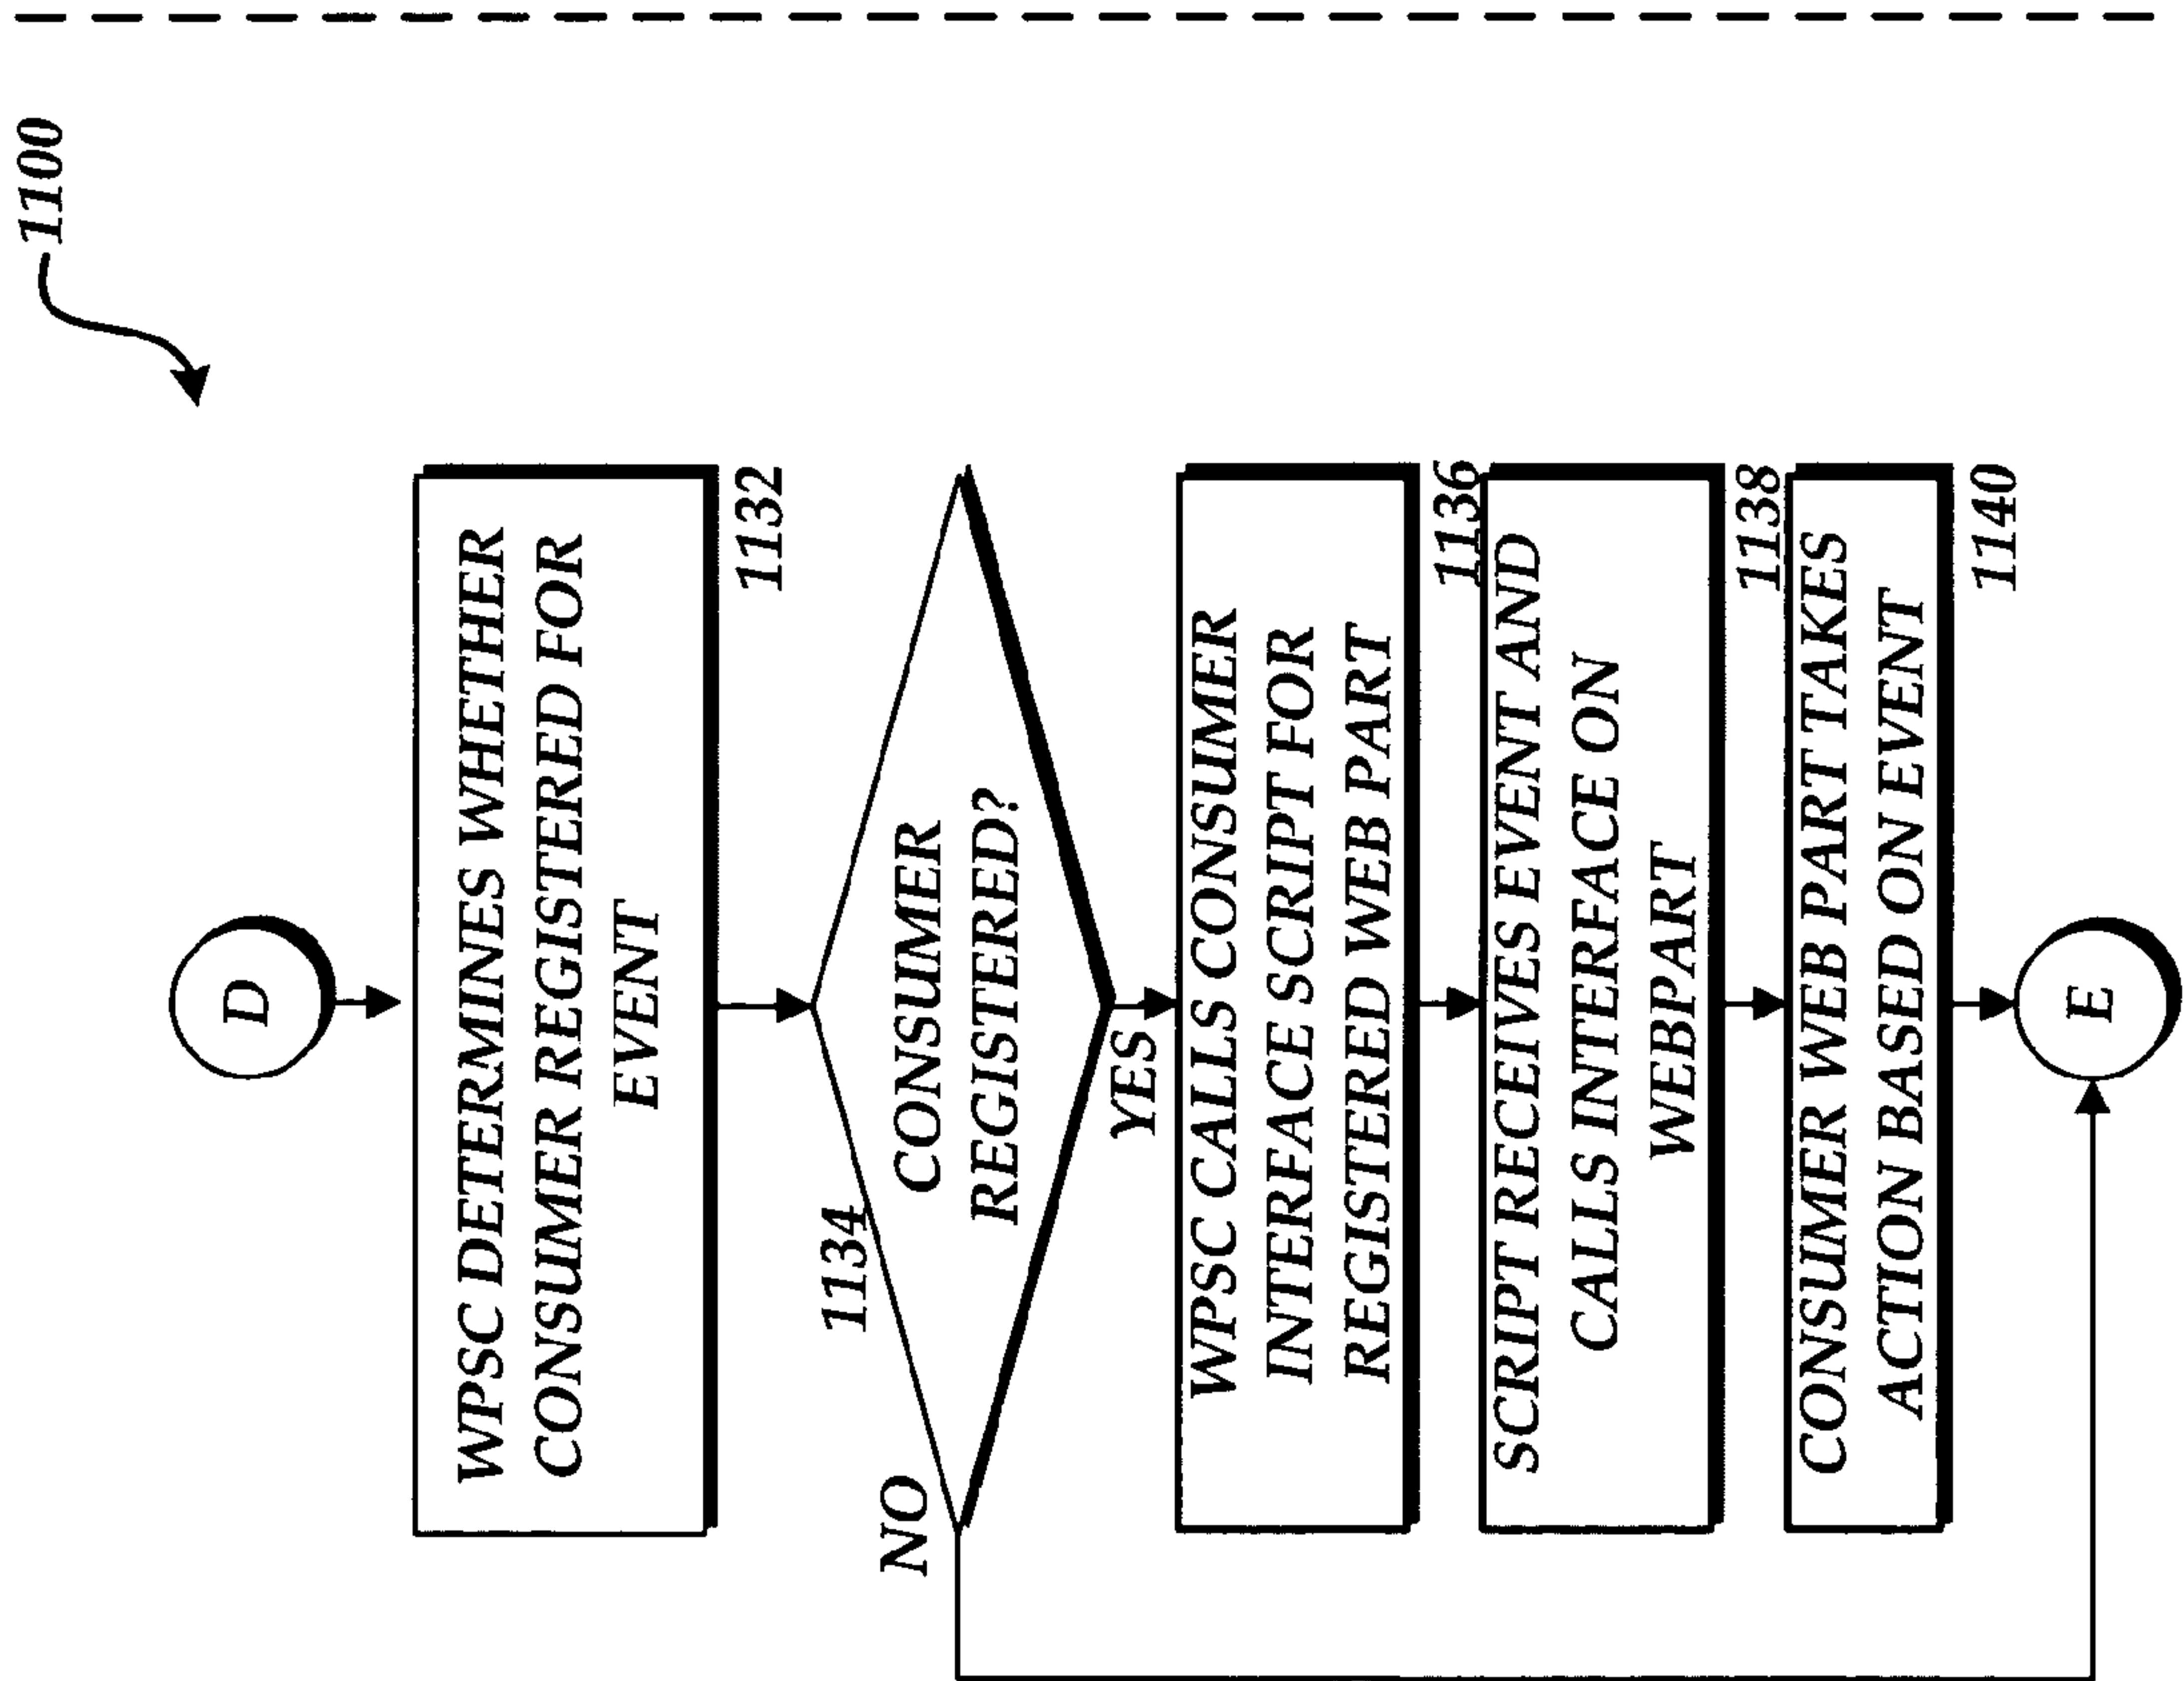 1100
D
WPSC DETERMINES WHETHER
CONSUMER REGISTERED FOR
EVENT
1132
1134
CONSUMER
REGISTERED?
NO
YES
WPSC CALLS CONSUMER
INTERFACE SCRIPT FOR
REGISTERED WEB PART
1136
SCRIPT RECEIVES EVENT AND
CALLS INTERFACE ON
WEBPART
1138
CONSUMER WEB PART TAKES
ACTION BASED ON EVENT
1140
E